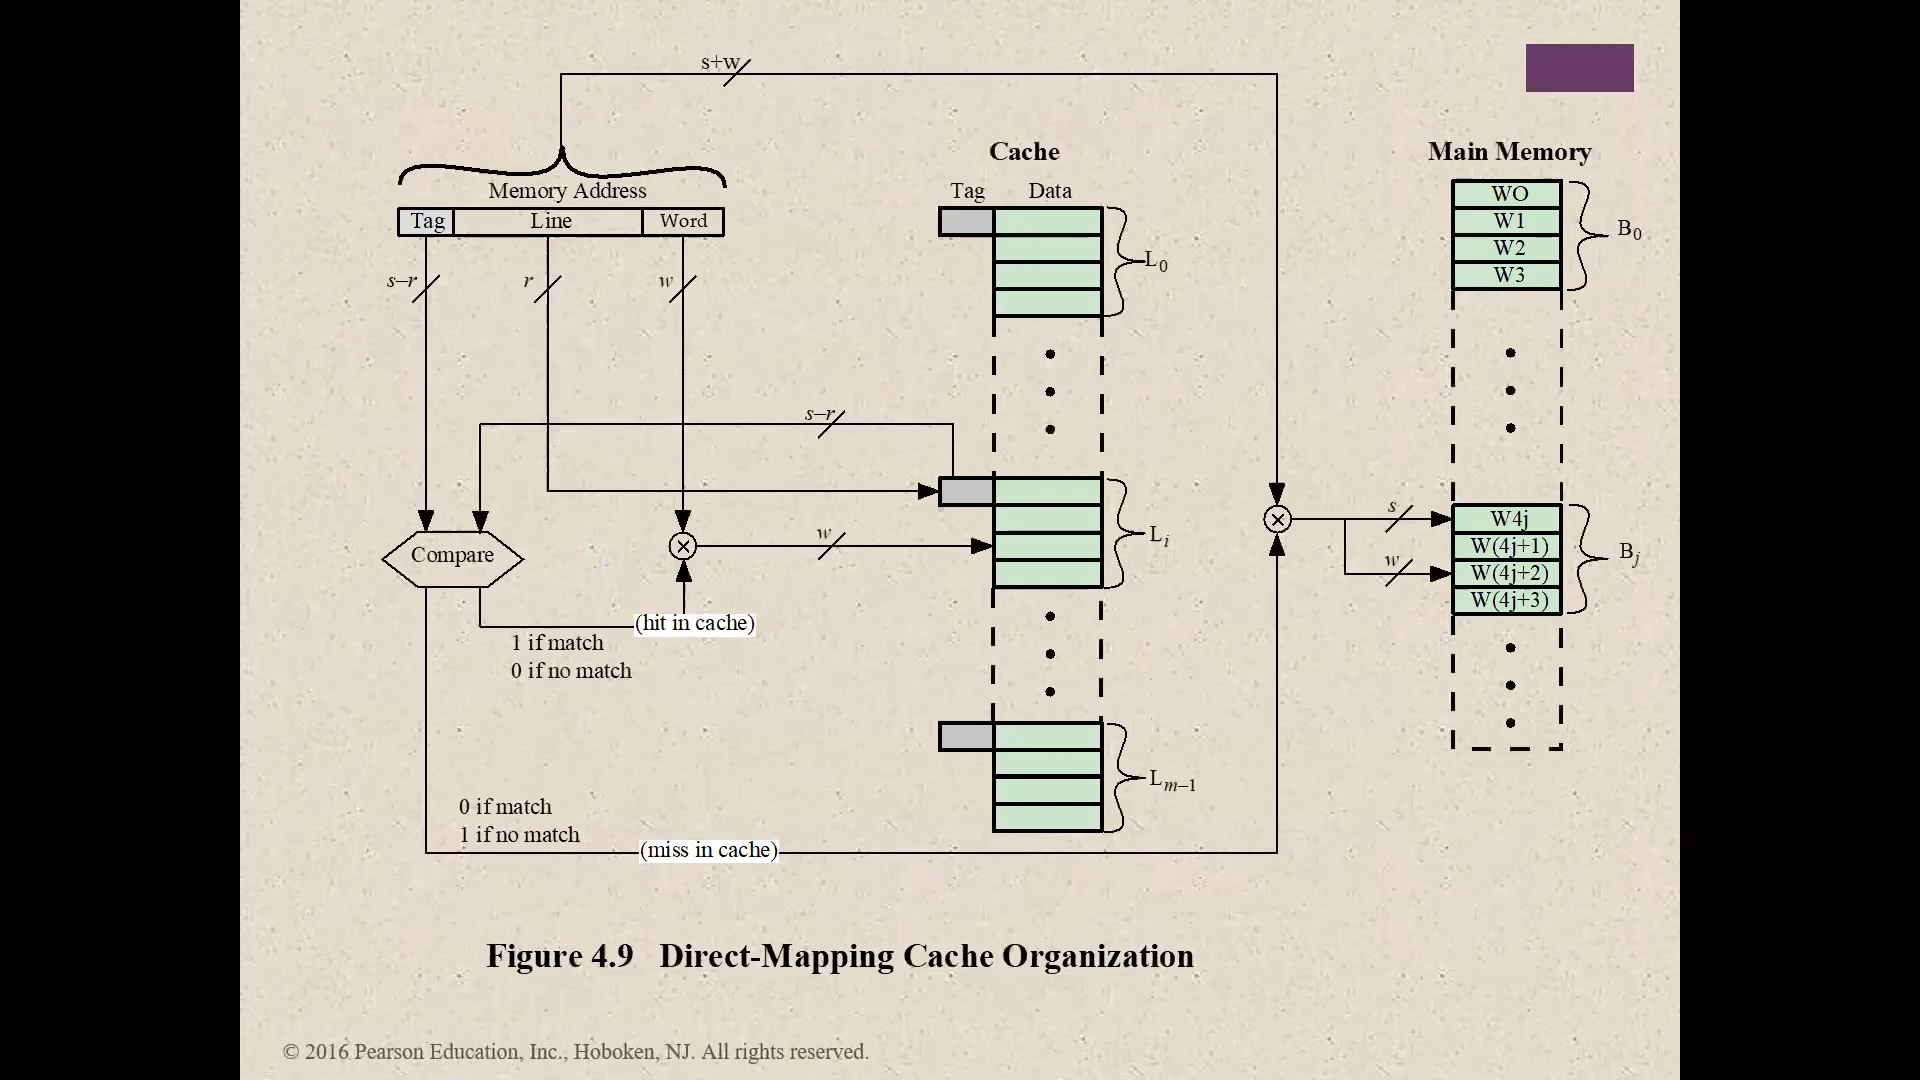 s+w
Cache
Main Memory
Memory Address
Tag Data
Tag Line Word
WO
W1
W2
W3
B0
L0
s–r
r
w
s–r
w
Compare
Li
s
w
W4j
W(4j+1)
W(4j+2)
W(4j+3)
Bj
(hit in cache)
1 if match
0 if no match
Lm–1
0 if match
1 if no match
(miss in cache)
Figure 4.9 Direct-Mapping Cache Organization
© 2016 Pearson Education, Inc., Hoboken, NJ. All rights reserved.